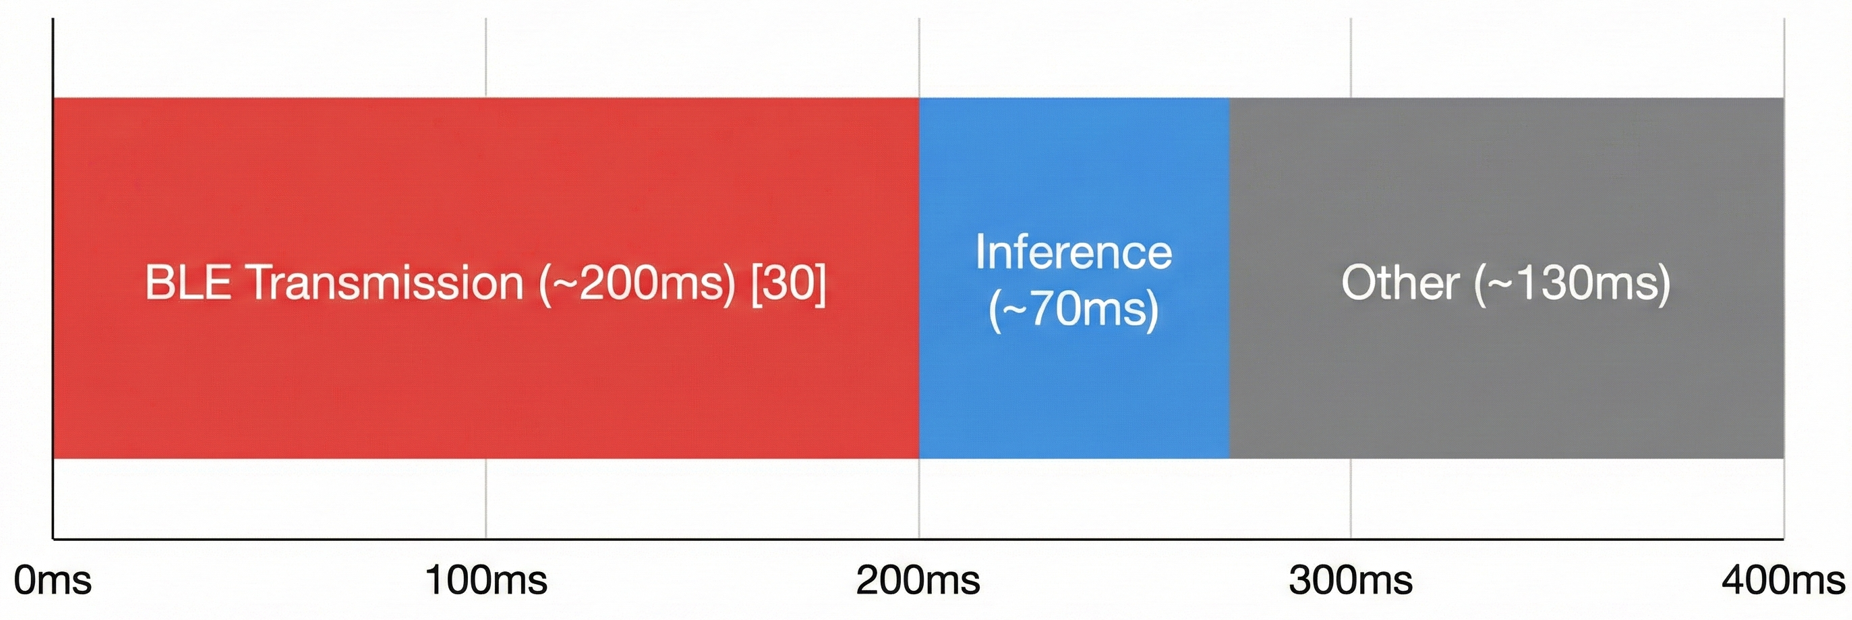 BLE Transmission (~200ms) [30]
Inference
(~70ms)
Other (~130ms)
0ms
100ms
200ms
300ms
400ms